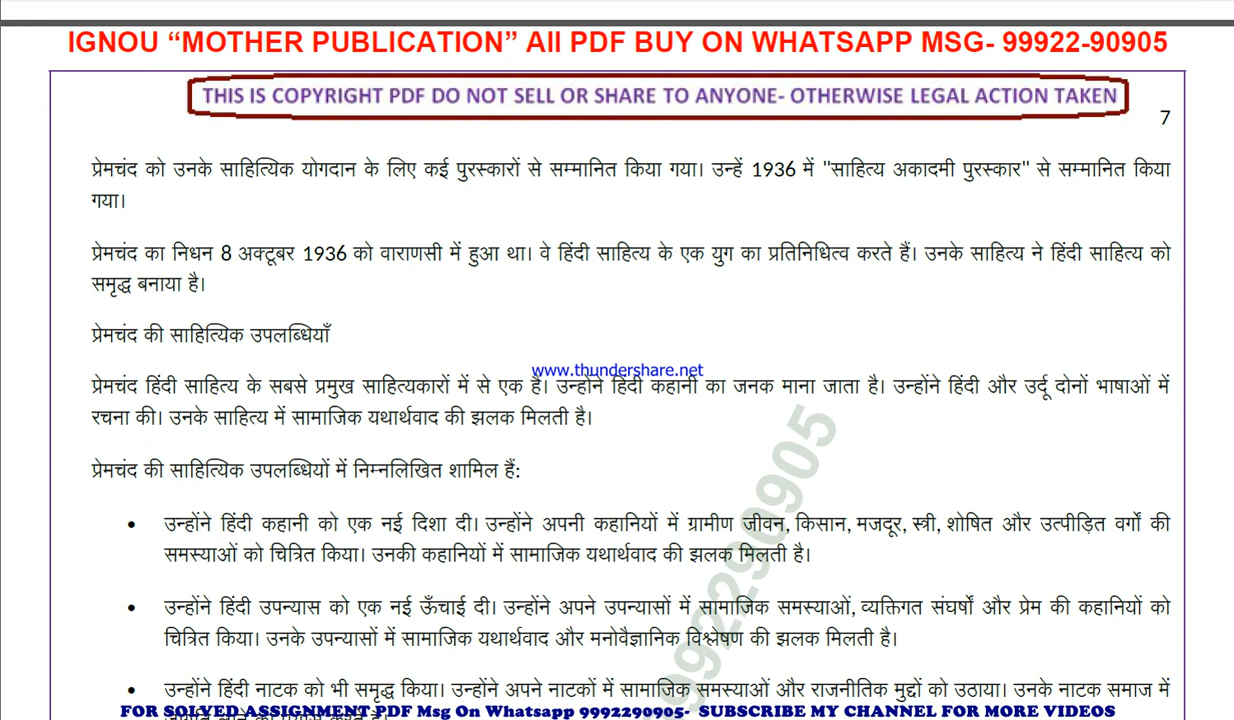 IGNOU “MOTHER PUBLICATION” All PDF BUY ON WHATSAPP MSG- 99922-90905
THIS IS COPYRIGHT PDF DO NOT SELL OR SHARE TO ANYONE- OTHERWISE LEGAL ACTION TAKEN
7
प्रेमचंद को उनके साहित्यिक योगदान के लिए कई पुरस्कारों से सम्मानित किया गया। उन्हें 1936 में "साहित्य अकादमी पुरस्कार" से सम्मानित किया
गया।
प्रेमचंद का निधन 8 अक्टूबर 1936 को वाराणसी में हुआ था। वे हिंदी साहित्य के एक युग का प्रतिनिधित्व करते हैं। उनके साहित्य ने हिंदी साहित्य को
समृद्ध बनाया है।
प्रेमचंद की साहित्यिक उपलब्धियाँ
www.thundershare.net
प्रेमचंद हिंदी साहित्य के सबसे प्रमुख साहित्यकारों में से एक हैं। उन्होंने हिंदी कहानी का जनक माना जाता है। उन्होंने हिंदी और उर्दू दोनों भाषाओं में
रचना की। उनके साहित्य में सामाजिक यथार्थवाद की झलक मिलती है।
प्रेमचंद की साहित्यिक उपलब्धियों में निम्नलिखित शामिल हैं:
• उन्होंने हिंदी कहानी को एक नई दिशा दी। उन्होंने अपनी कहानियों में ग्रामीण जीवन, किसान, मजदूर, स्त्री, शोषित और उत्पीड़ित वर्गों की
समस्याओं को चित्रित किया। उनकी कहानियों में सामाजिक यथार्थवाद की झलक मिलती है।
• उन्होंने हिंदी उपन्यास को एक नई ऊँचाई दी। उन्होंने अपने उपन्यासों में सामाजिक समस्याओं, व्यक्तिगत संघर्षों और प्रेम की कहानियों को
चित्रित किया। उनके उपन्यासों में सामाजिक यथार्थवाद और मनोवैज्ञानिक विश्लेषण की झलक मिलती है।
• उन्होंने हिंदी नाटक को भी समृद्ध किया। उन्होंने अपने नाटकों में सामाजिक समस्याओं और राजनीतिक मुद्दों को उठाया। उनके नाटक समाज में
9992290905
FOR SOLVED ASSIGNMENT PDF Msg On Whatsapp 9992290905- SUBSCRIBE MY CHANNEL FOR MORE VIDEOS